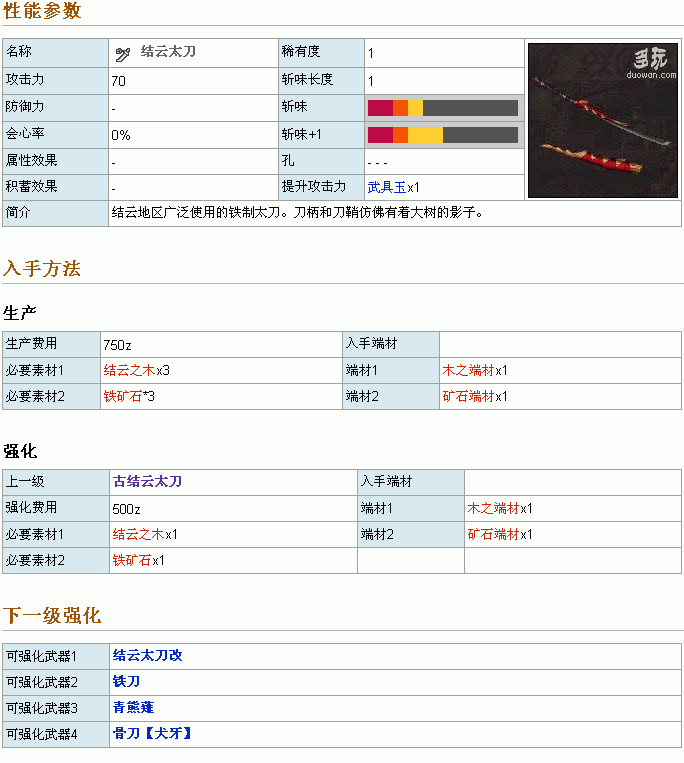 性能参数
名称 结云太刀 稀有度 1
攻击力 70 斩味长度 1
防御力 - 斩味
会心率 0% 斩味+1
属性效果 - 孔 - - -
积蓄效果 - 提升攻击力 武具玉x1
简介 结云地区广泛使用的铁制太刀。刀柄和刀鞘仿佛有着大树的影子。
多玩
duowan.com
入手方法
生产
生产费用 750z 入手端材
必要素材1 结云之木x3 端材1 木之端材x1
必要素材2 铁矿石*3 端材2 矿石端材x1
强化
上一级 古结云太刀 入手端材
强化费用 500z 端材1 木之端材x1
必要素材1 结云之木x1 端材2 矿石端材x1
必要素材2 铁矿石x1
下一级强化
可强化武器1 结云太刀改
可强化武器2 铁刀
可强化武器3 青熊薙
可强化武器4 骨刀【犬牙】